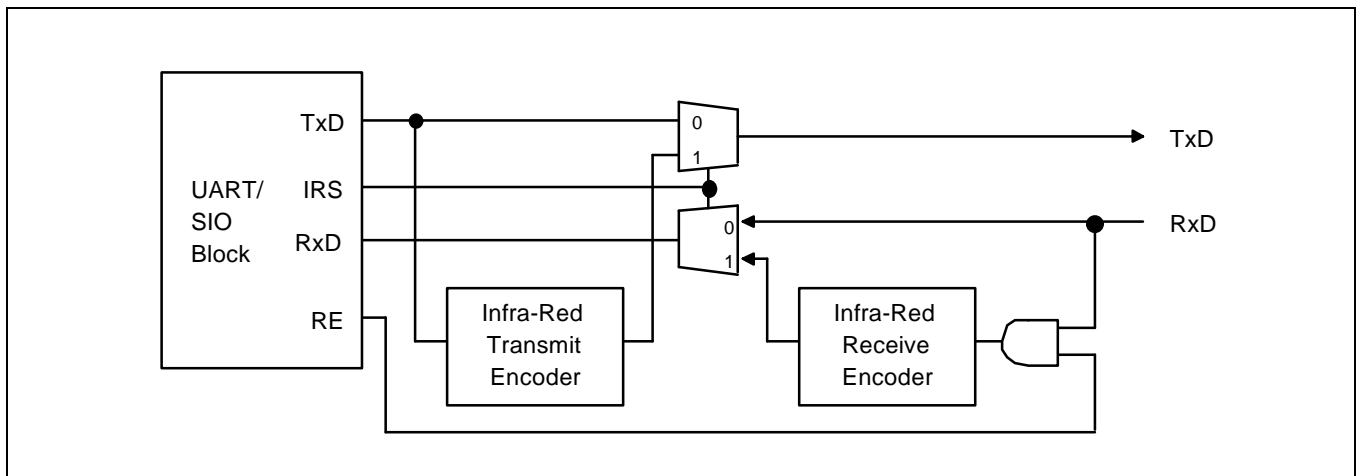 UART/
SIO
Block
TxD
IRS
RxD
RE
0
1
0
1
TxD
RxD
Infra-Red
Transmit
Encoder
Infra-Red
Receive
Encoder